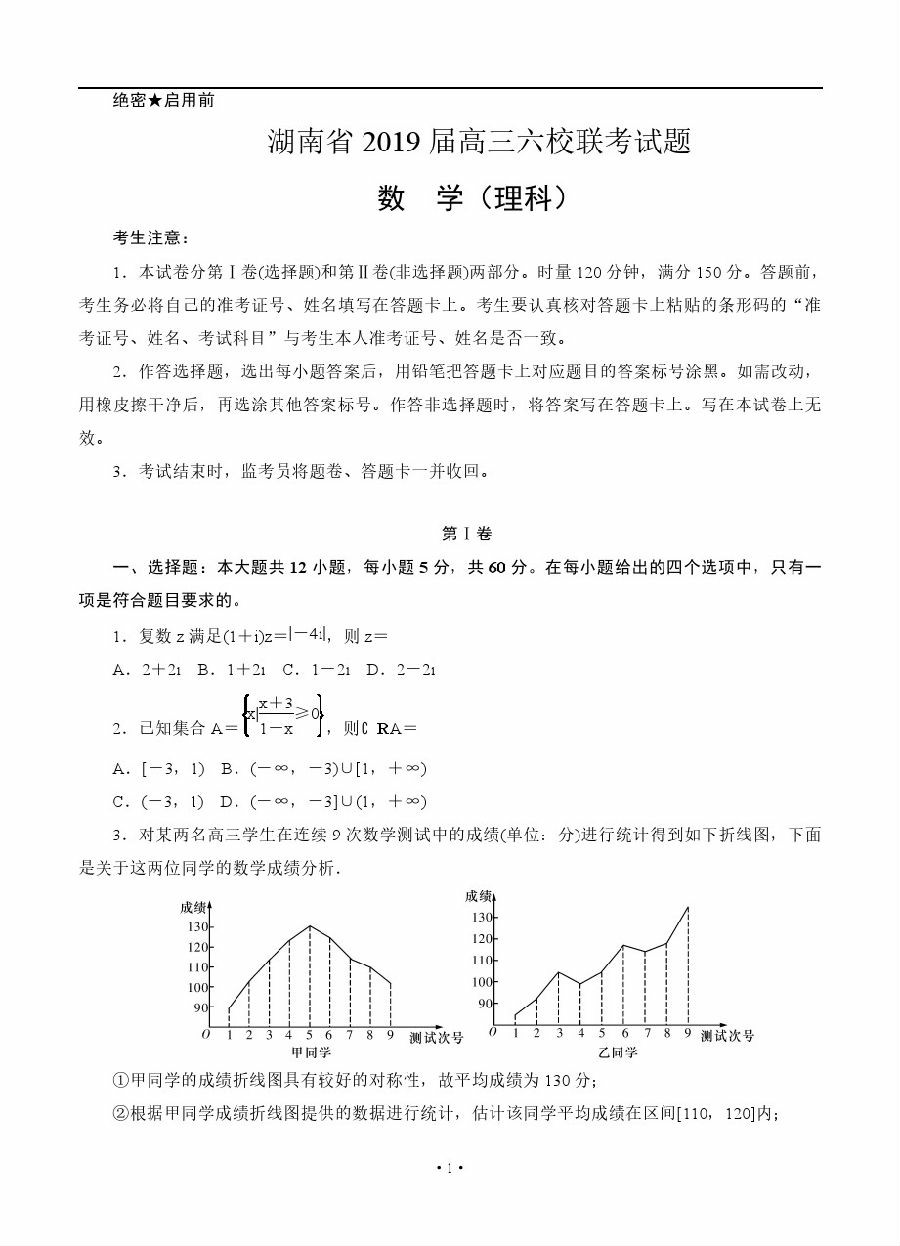 绝密★启用前
湖南省 2019 届高三六校联考试题
数 学（理科）
考生注意：
1．本试卷分第Ⅰ卷(选择题)和第Ⅱ卷(非选择题)两部分。时量 120 分钟，满分 150 分。答题前，
考生务必将自己的准考证号、姓名填写在答题卡上。考生要认真核对答题卡上粘贴的条形码的“准
考证号、姓名、考试科目”与考生本人准考证号、姓名是否一致。
2．作答选择题，选出每小题答案后，用铅笔把答题卡上对应题目的答案标号涂黑。如需改动，
用橡皮擦干净后，再选涂其他答案标号。作答非选择题时，将答案写在答题卡上。写在本试卷上无
效。
3．考试结束时，监考员将题卷、答题卡一并收回。
第Ⅰ卷
一、选择题：本大题共 12 小题，每小题 5 分，共 60 分。在每小题给出的四个选项中，只有一
项是符合题目要求的。
1．复数 z 满足(1＋i)z=|－4i|，则 z＝
A．2＋2i B．1＋2i C．1－2i D．2－2i
2．已知集合 A＝{x|(x＋3)/(1－x)≥0}，则∁RA＝
A．[－3，1) B．(－∞，－3)∪[1，＋∞)
C．(－3，1) D．(－∞，－3]∪(1，＋∞)
3．对某两名高三学生在连续 9 次数学测试中的成绩(单位：分)进行统计得到如下折线图，下面
是关于这两位同学的数学成绩分析．
成绩
130
120
110
100
90
O 1 2 3 4 5 6 7 8 9 测试次号
甲同学
成绩
130
120
110
100
90
O 1 2 3 4 5 6 7 8 9 测试次号
乙同学
①甲同学的成绩折线图具有较好的对称性，故平均成绩为 130 分；
②根据甲同学成绩折线图提供的数据进行统计，估计该同学平均成绩在区间[110，120]内；
·1·